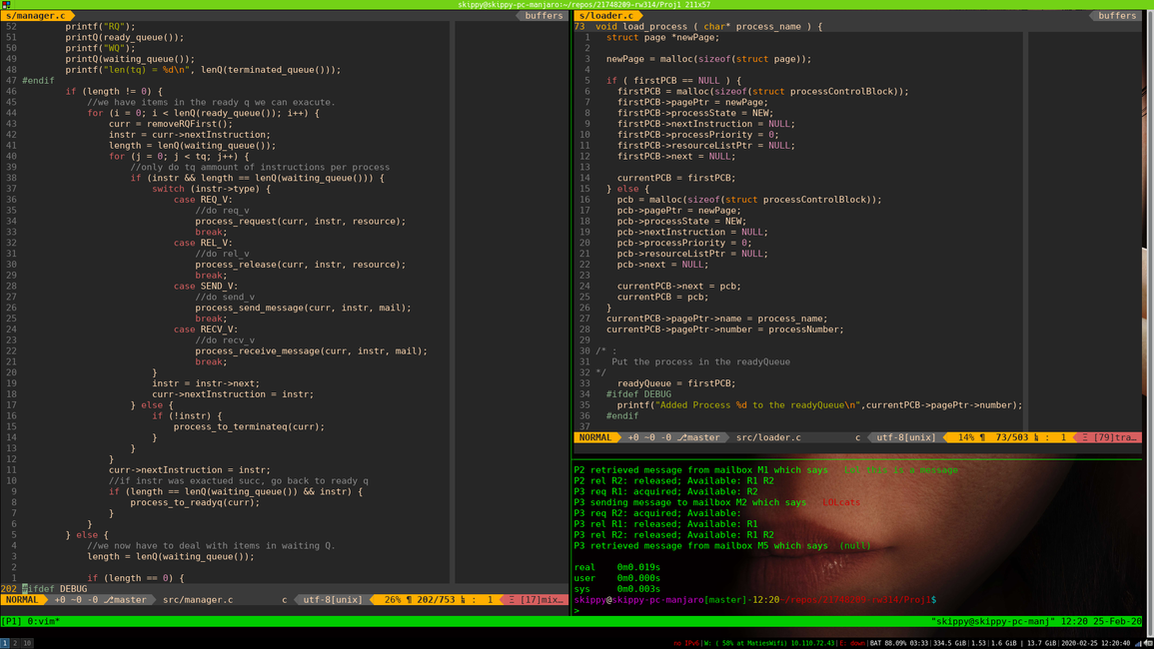 skippy@skippy-pc-manjaro:~/repos/21748209-rw314/Proj1 211x57
s/manager.c buffers
52 printf("RQ");
51 printQ(ready_queue());
50 printf("WQ");
49 printQ(waiting_queue());
48 printf("len(tq) = %d\n", lenQ(terminated_queue()));
47 #endif
46 if (length != 0) {
45 //we have items in the ready q we can exacute.
44 for (i = 0; i < lenQ(ready_queue()); i++) {
43 curr = removeRQFirst();
42 instr = curr->nextInstruction;
41 length = lenQ(waiting_queue());
40 for (j = 0; j < tq; j++) {
39 //only do tq ammount of instructions per process
38 if (instr && length == lenQ(waiting_queue())) {
37 switch (instr->type) {
36 case REQ_V:
35 //do req_v
34 process_request(curr, instr, resource);
33 break;
32 case REL_V:
31 //do rel_v
30 process_release(curr, instr, resource);
29 break;
28 case SEND_V:
27 //do send_v
26 process_send_message(curr, instr, mail);
25 break;
24 case RECV_V:
23 //do recv_v
22 process_receive_message(curr, instr, mail);
21 break;
20 }
19 instr = instr->next;
18 curr->nextInstruction = instr;
17 } else {
16 if (!instr) {
15 process_to_terminateq(curr);
14 }
13 }
12 }
11 curr->nextInstruction = instr;
10 //if instr was exactued succ, go back to ready q
9 if (length == lenQ(waiting_queue()) && instr) {
8 process_to_readyq(curr);
7 }
6 }
5 } else {
4 //we now have to deal with items in waiting Q.
3 length = lenQ(waiting_queue());
2
1 if (length == 0) {
202 #ifdef DEBUG
NORMAL +0 ~0 -0 master src/manager.c c utf-8[unix] 26% ¶ 202/753 : 1 Ξ [17]mix…
s/loader.c buffers
73 void load_process ( char* process_name ) {
1 struct page *newPage;
2
3 newPage = malloc(sizeof(struct page));
4
5 if ( firstPCB == NULL ) {
6 firstPCB = malloc(sizeof(struct processControlBlock));
7 firstPCB->pagePtr = newPage;
8 firstPCB->processState = NEW;
9 firstPCB->nextInstruction = NULL;
10 firstPCB->processPriority = 0;
11 firstPCB->resourceListPtr = NULL;
12 firstPCB->next = NULL;
13
14 currentPCB = firstPCB;
15 } else {
16 pcb = malloc(sizeof(struct processControlBlock));
17 pcb->pagePtr = newPage;
18 pcb->processState = NEW;
19 pcb->nextInstruction = NULL;
20 pcb->processPriority = 0;
21 pcb->resourceListPtr = NULL;
22 pcb->next = NULL;
23
24 currentPCB->next = pcb;
25 currentPCB = pcb;
26 }
27 currentPCB->pagePtr->name = process_name;
28 currentPCB->pagePtr->number = processNumber;
29
30 /* :
31 Put the process in the readyQueue
32 */
33 readyQueue = firstPCB;
34 #ifdef DEBUG
35 printf("Added Process %d to the readyQueue\n",currentPCB->pagePtr->number);
36 #endif
37
NORMAL +0 ~0 -0 master src/loader.c c utf-8[unix] 14% ¶ 73/503 : 1 Ξ [79]tra…
P2 retrieved message from mailbox M1 which says lol this is a message
P2 rel R2: released; Available: R1 R2
P3 req R1: acquired; Available: R2
P3 sending message to mailbox M2 which says LOLcats
P3 req R2: acquired; Available:
P3 rel R1: released; Available: R1
P3 rel R2: released; Available: R1 R2
P3 retrieved message from mailbox M5 which says (null)
real 0m0.019s
user 0m0.000s
sys 0m0.003s
skippy@skippy-pc-manjaro[master]-12:20~/repos/21748209-rw314/Proj1$
>
[P1] 0:vim* "skippy@skippy-pc-manj" 12:20 25-Feb-20
1 2 10 no IPv6|W: ( 58% at MatiesWifi) 10.110.72.43|E: down|BAT 88.09% 03:33|334.5 GiB|1.53|1.6 GiB | 13.7 GiB|2020-02-25 12:20:40